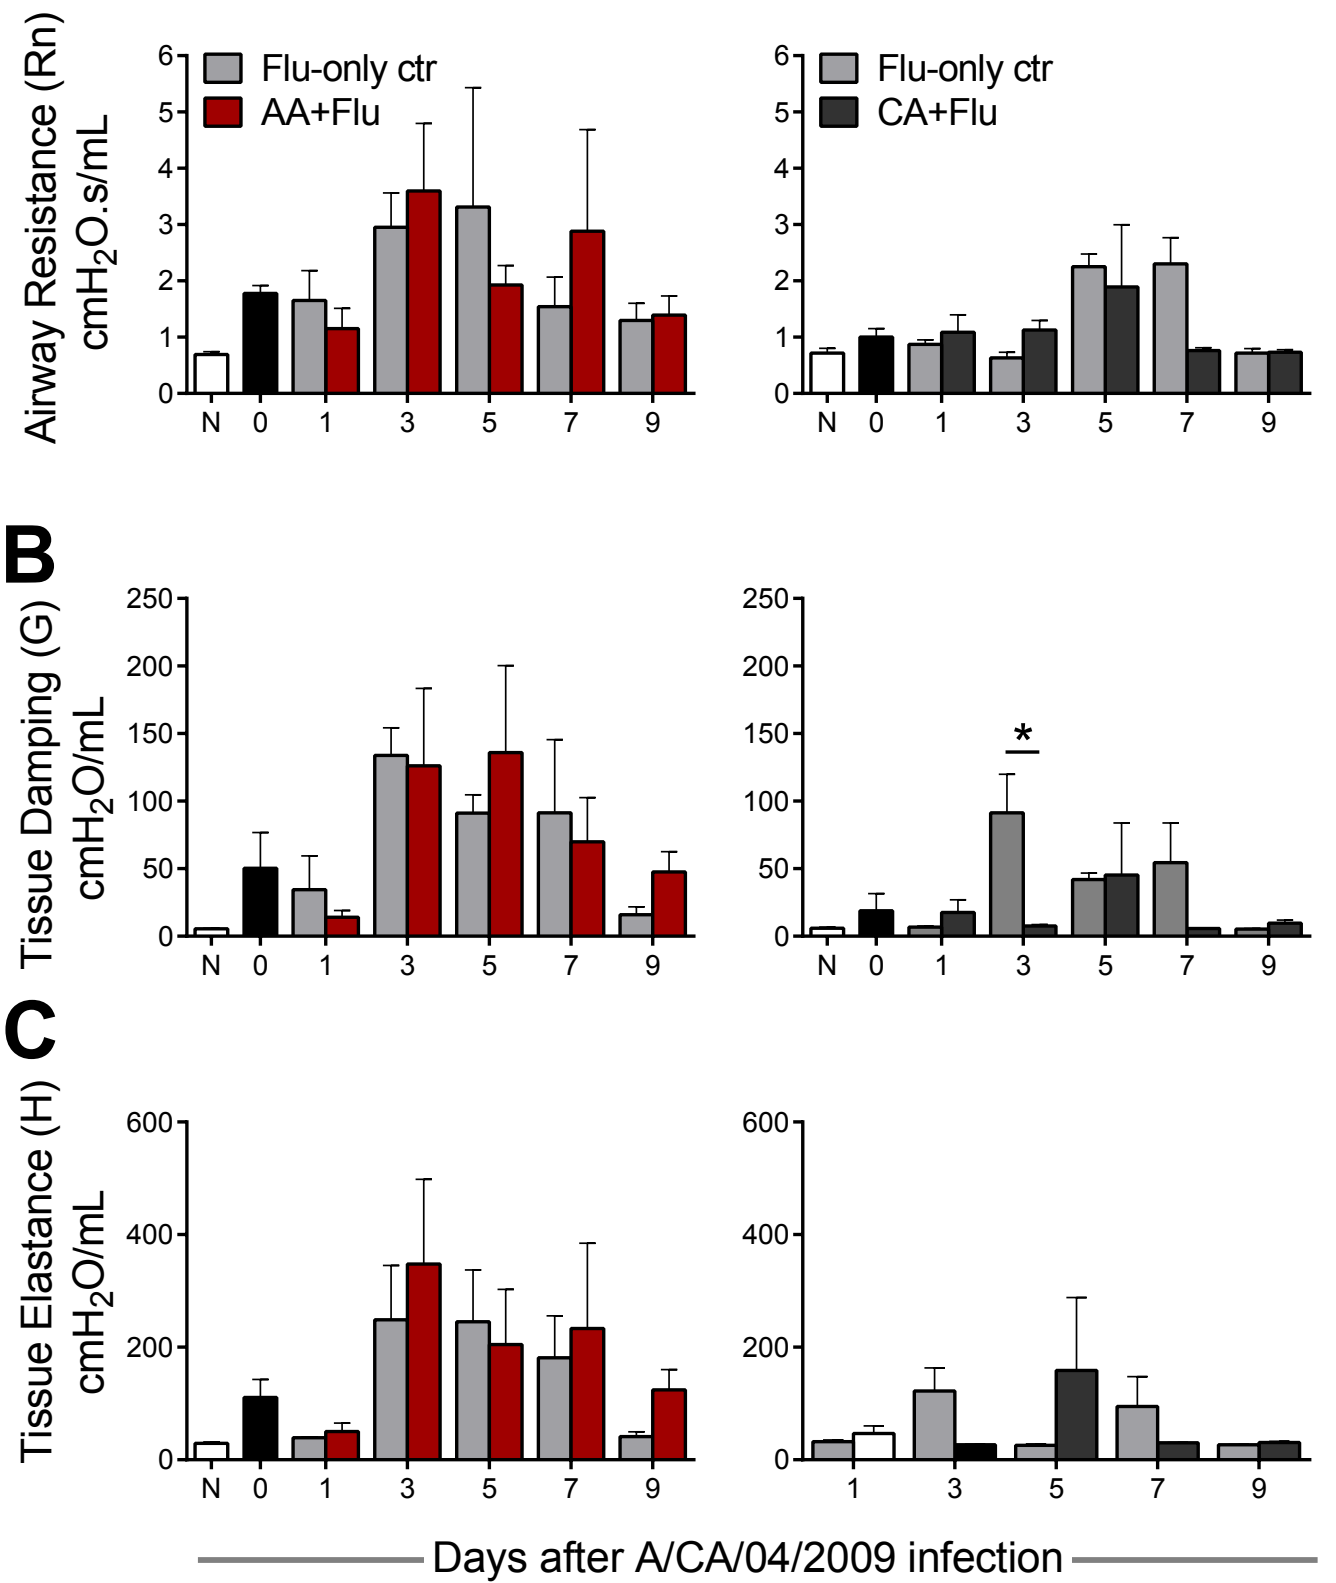 Airway Resistance (Rn)
cmH2O.s/mL
6
5
4
3
2
1
0
Flu-only ctr
AA+Flu
N 0 1 3 5 7 9
6
5
4
3
2
1
0
Flu-only ctr
CA+Flu
N 0 1 3 5 7 9
B
Tissue Damping (G)
cmH2O/mL
250
200
150
100
50
0
N 0 1 3 5 7 9
250
200
150
100
50
0
*
N 0 1 3 5 7 9
C
Tissue Elastance (H)
cmH2O/mL
600
400
200
0
N 0 1 3 5 7 9
600
400
200
0
1 3 5 7 9
Days after A/CA/04/2009 infection